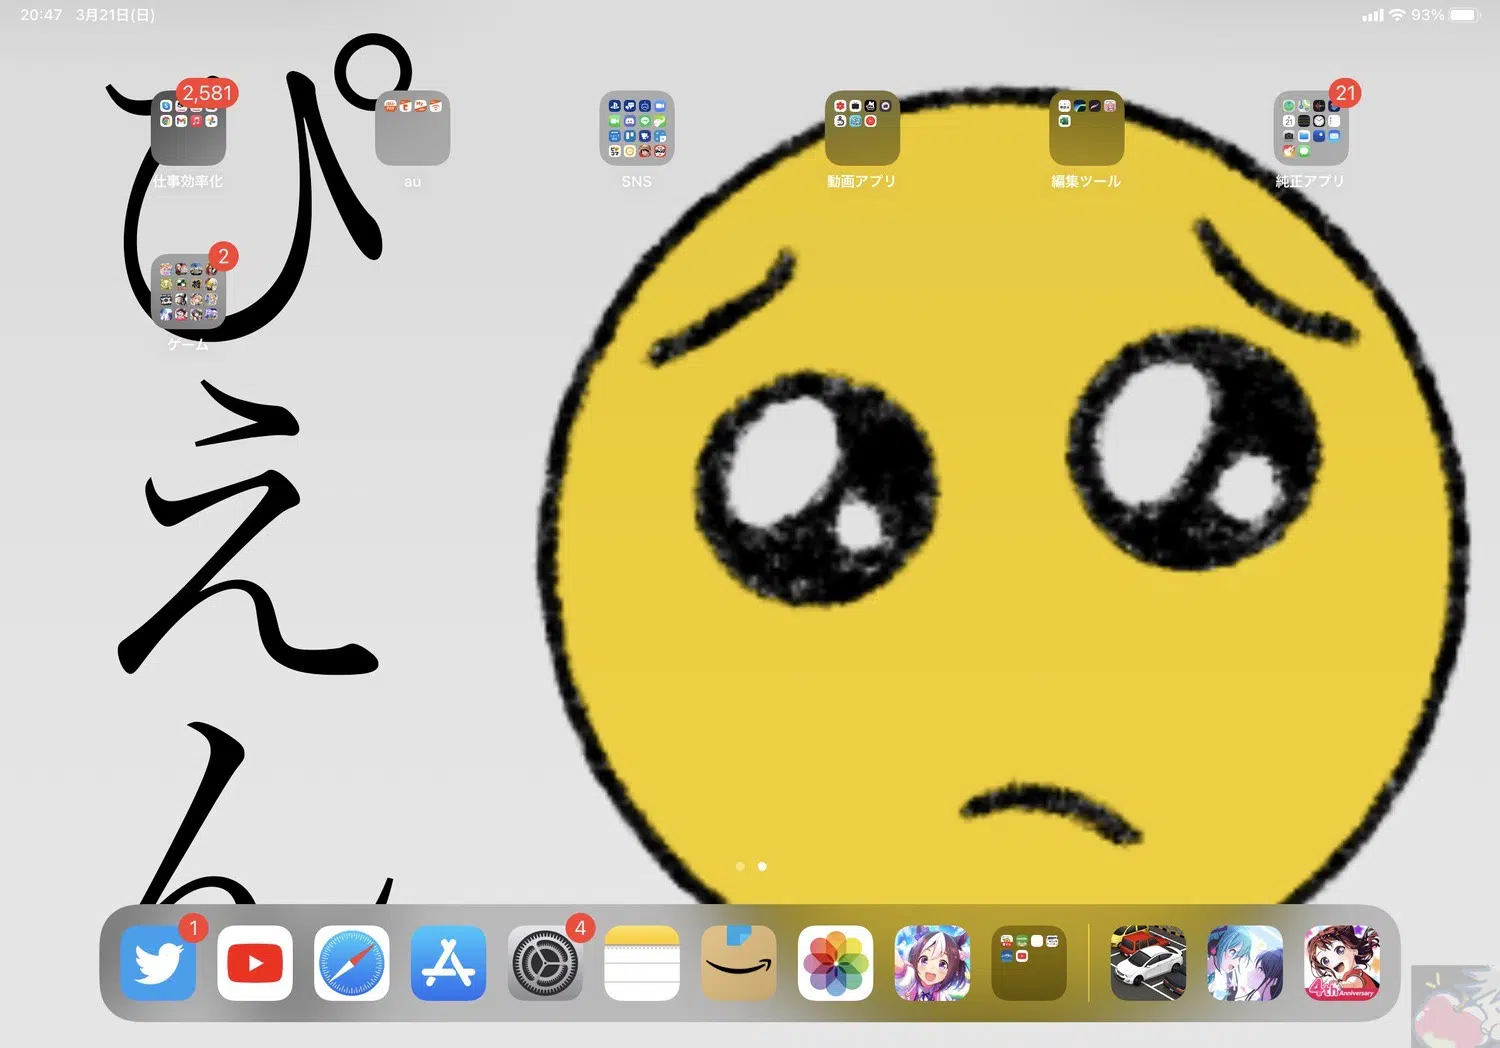 20:47 3月21日(日)
93%
2,581
21
仕事効率化
au
SNS
動画アプリ
編集ツール
純正アプリ
2
ゲーム
ぴえん
1
4
4th
Anniversary